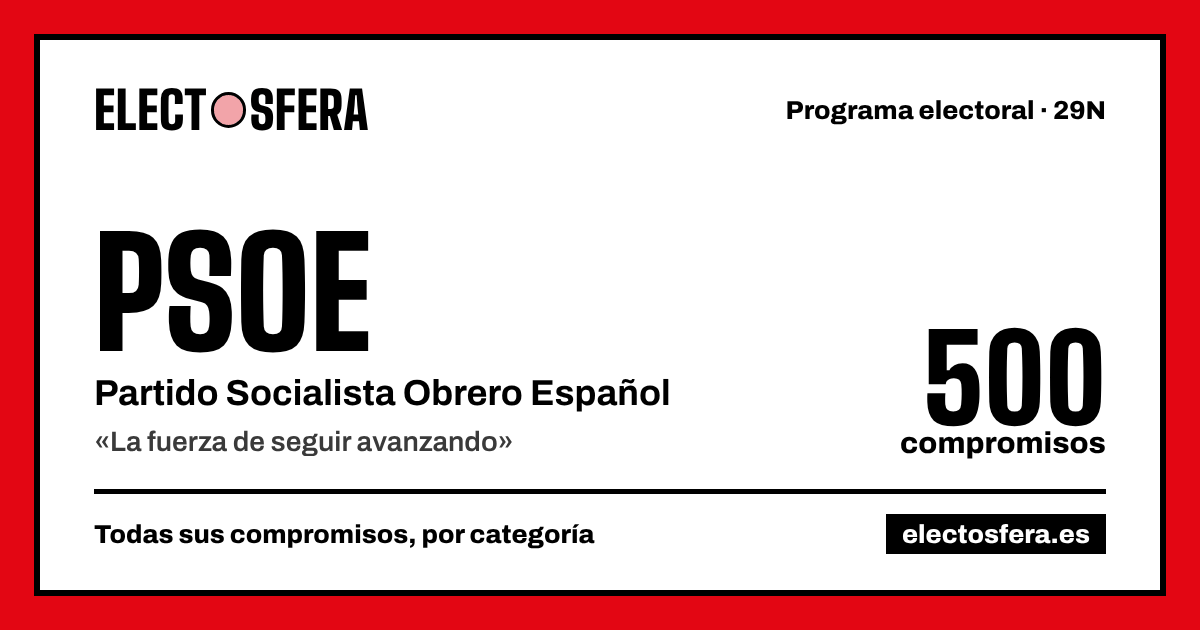 ELECTOSFERA
Programa electoral · 29N
PSOE
Partido Socialista Obrero Español
«La fuerza de seguir avanzando»
500
compromisos
Todas sus compromisos, por categoría
electosfera.es